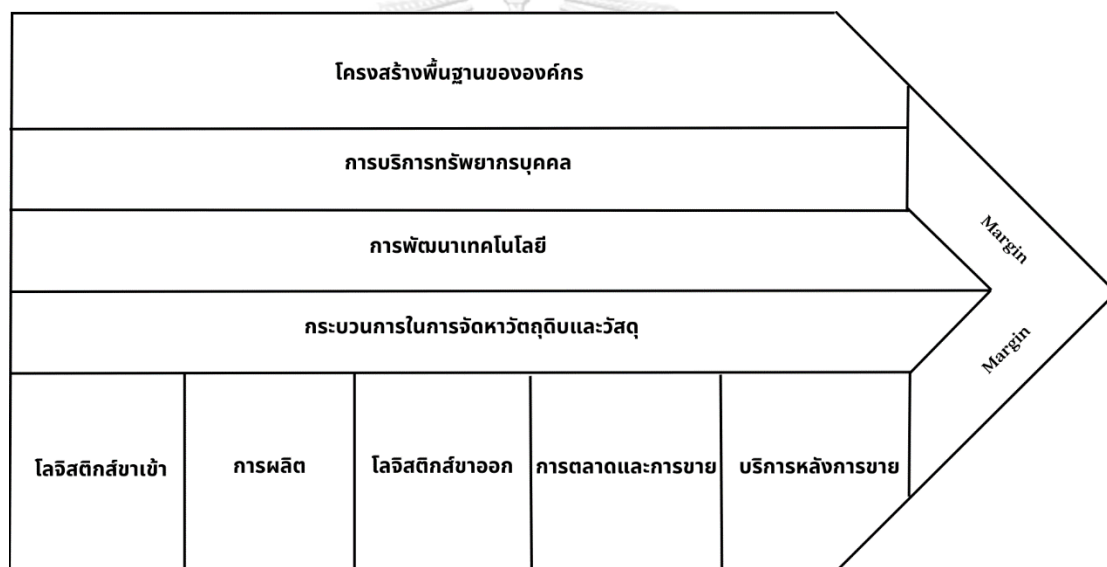 โครงสร้างพื้นฐานขององค์กร
การบริการทรัพยากรบุคคล
การพัฒนาเทคโนโลยี
กระบวนการในการจัดหาวัตถุดิบและวัสดุ
Margin
Margin
โลจิสติกส์ขาเข้า
การผลิต
โลจิสติกส์ขาออก
การตลาดและการขาย
บริการหลังการขาย